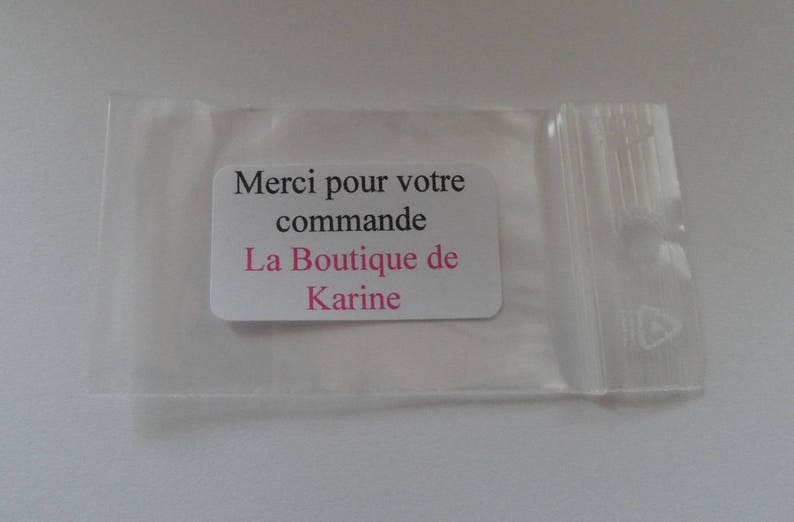 Merci pour votre
commande
La Boutique de
Karine